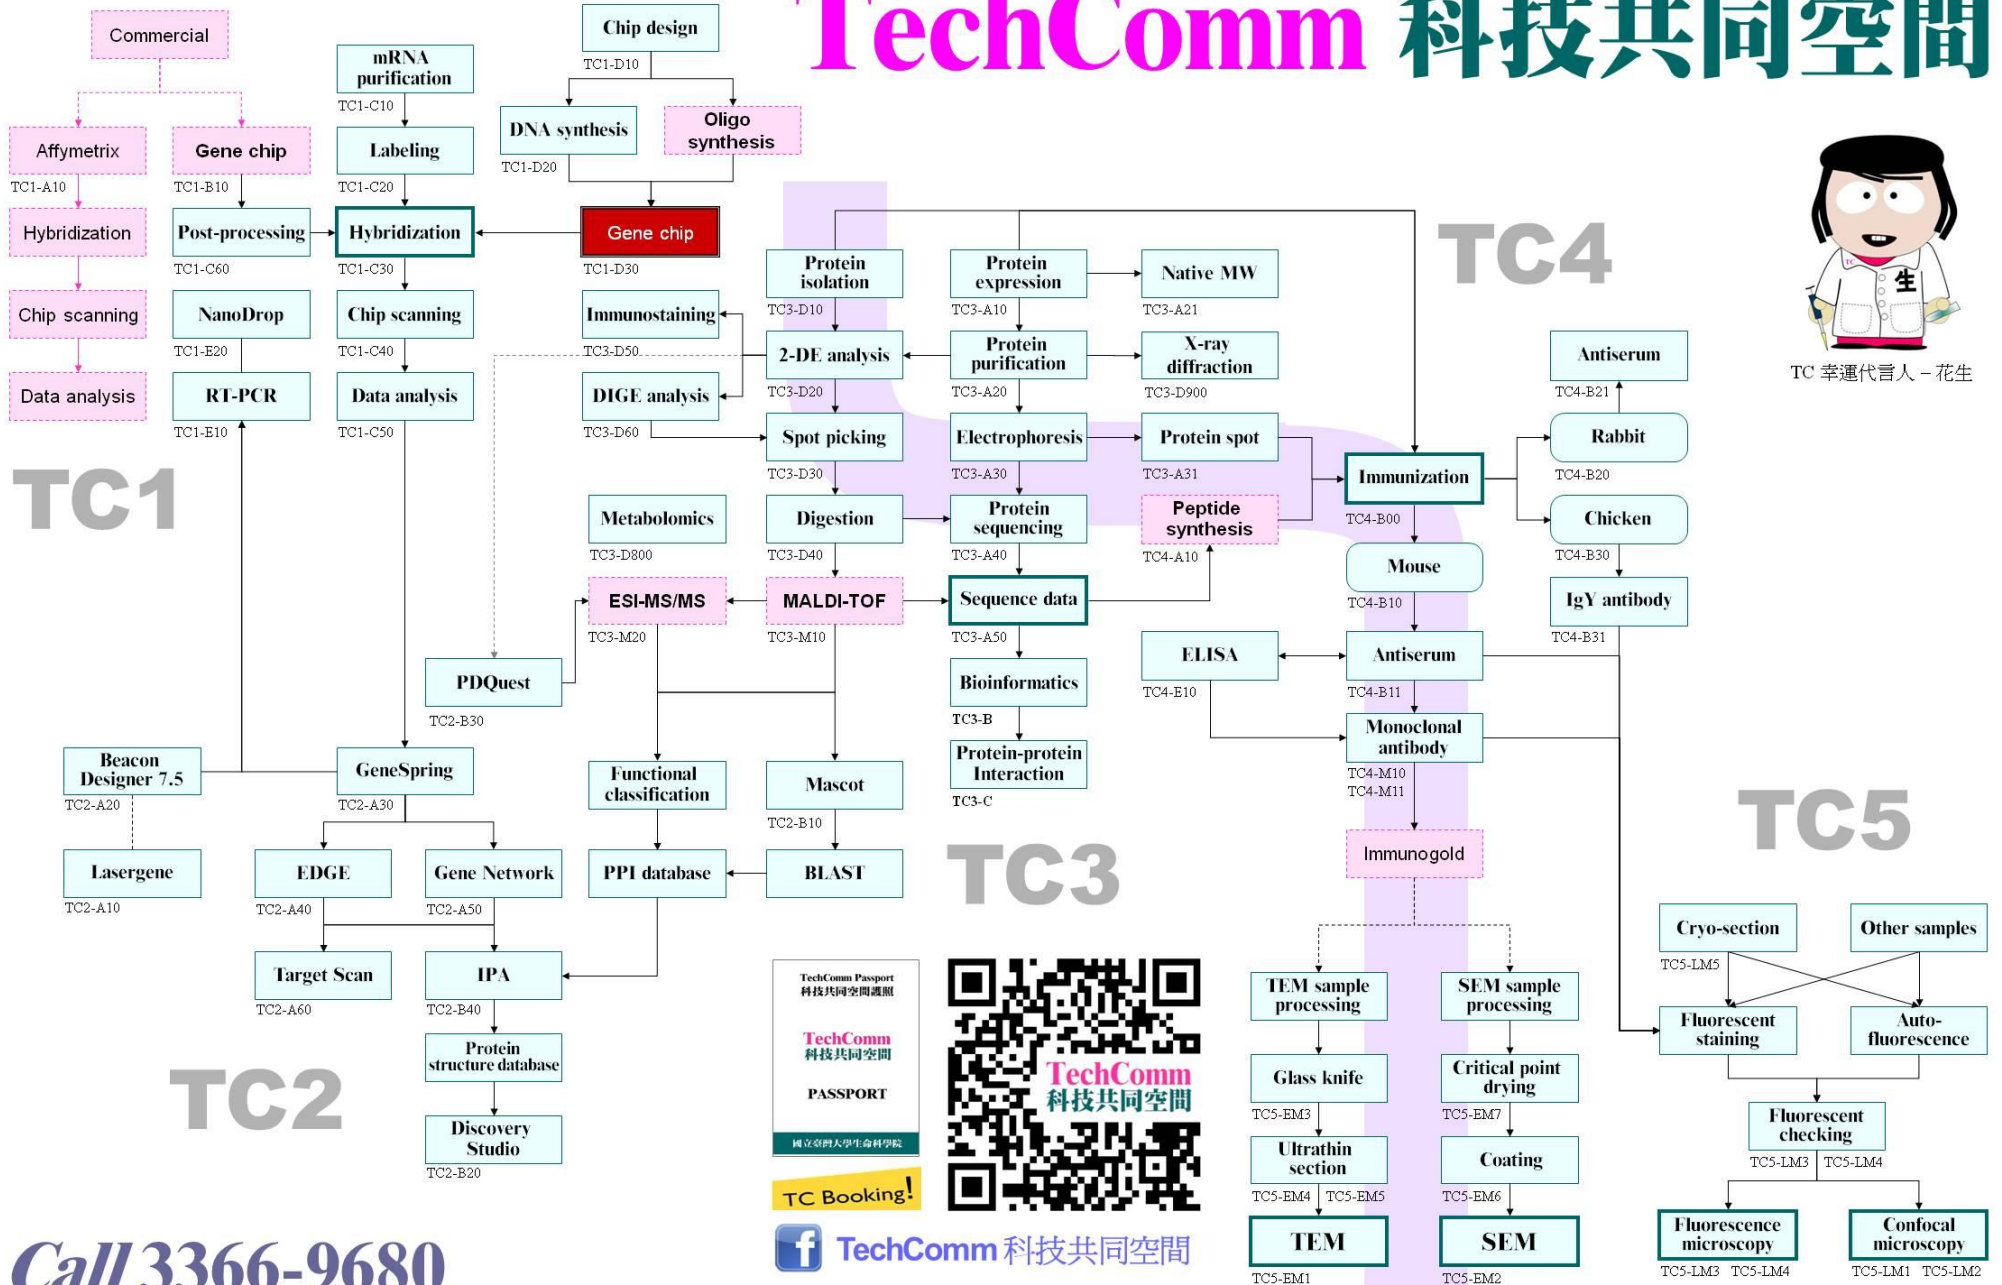 TechComm 科技共同空間
Commercial
Affymetrix
TC1-A10
Hybridization
Chip scanning
Data analysis
Gene chip
TC1-B10
Post-processing
TC1-C60
NanoDrop
TC1-E20
RT-PCR
TC1-E10
mRNA
purification
TC1-C10
Labeling
TC1-C20
Hybridization
TC1-C30
Chip scanning
TC1-C40
Data analysis
TC1-C50
Chip design
TC1-D10
DNA synthesis
TC1-D20
Oligo
synthesis
Gene chip
TC1-D30
TC1
Beacon
Designer 7.5
TC2-A20
Lasergene
TC2-A10
GeneSpring
TC2-A30
EDGE
TC2-A40
Gene Network
TC2-A50
Target Scan
TC2-A60
IPA
TC2-B40
Protein
structure database
Discovery
Studio
TC2-B20
PDQuest
TC2-B30
TC2
Protein
isolation
TC3-D10
Immunostaining
TC3-D50
2-DE analysis
TC3-D20
DIGE analysis
TC3-D60
Spot picking
TC3-D30
Metabolomics
TC3-D800
Digestion
TC3-D40
ESI-MS/MS
TC3-M20
MALDI-TOF
TC3-M10
Functional
classification
Mascot
TC2-B10
PPI database
BLAST
Protein
expression
TC3-A10
Native MW
TC3-A21
Protein
purification
TC3-A20
X-ray
diffraction
TC3-D900
Electrophoresis
TC3-A30
Protein spot
TC3-A31
Protein
sequencing
TC3-A40
Peptide
synthesis
TC4-A10
Sequence data
TC3-A50
Bioinformatics
TC3-B
Protein-protein
Interaction
TC3-C
TC3
TC4
Immunization
TC4-B00
Antiserum
TC4-B21
Rabbit
TC4-B20
Chicken
TC4-B30
IgY antibody
TC4-B31
Mouse
TC4-B10
ELISA
TC4-E10
Antiserum
TC4-B11
Monoclonal
antibody
TC4-M10
TC4-M11
Immunogold
TC
生
TC 幸運代言人 – 花生
TC5
TEM sample
processing
Glass knife
TC5-EM3
Ultrathin
section
TC5-EM4 TC5-EM5
TEM
TC5-EM1
SEM sample
processing
Critical point
drying
TC5-EM7
Coating
TC5-EM6
SEM
TC5-EM2
Cryo-section
TC5-LM5
Other samples
Fluorescent
staining
Auto-
fluorescence
Fluorescent
checking
TC5-LM3 TC5-LM4
Fluorescence
microscopy
TC5-LM3 TC5-LM4
Confocal
microscopy
TC5-LM1 TC5-LM2
TechComm Passport
科技共同空間護照
TechComm
科技共同空間
PASSPORT
國立臺灣大學生命科學院
TC Booking!
TechComm
科技共同空間
f TechComm 科技共同空間
Call 3366-9680